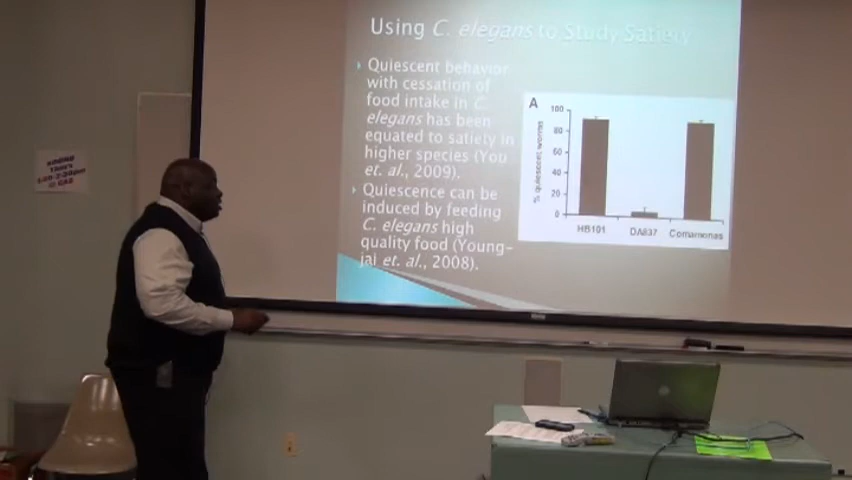 Using C. elegans to Study Satiety
Quiescent behavior
with cessation of
food intake in C.
elegans has been
equated to satiety in
higher species (You
et. al., 2009).
Quiescence can be
induced by feeding
C. elegans high
quality food (Young-
jai et. al., 2008).
A
% quiescent worms
100
80
60
40
20
0
HB101 DA837 Comamonas